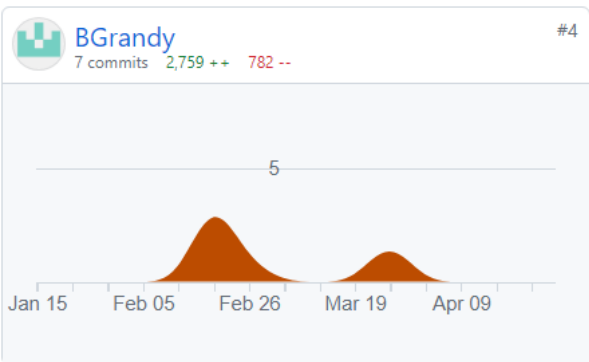 BGrandy
#4
7 commits 2,759 ++ 782 --
5
Jan 15 Feb 05 Feb 26 Mar 19 Apr 09